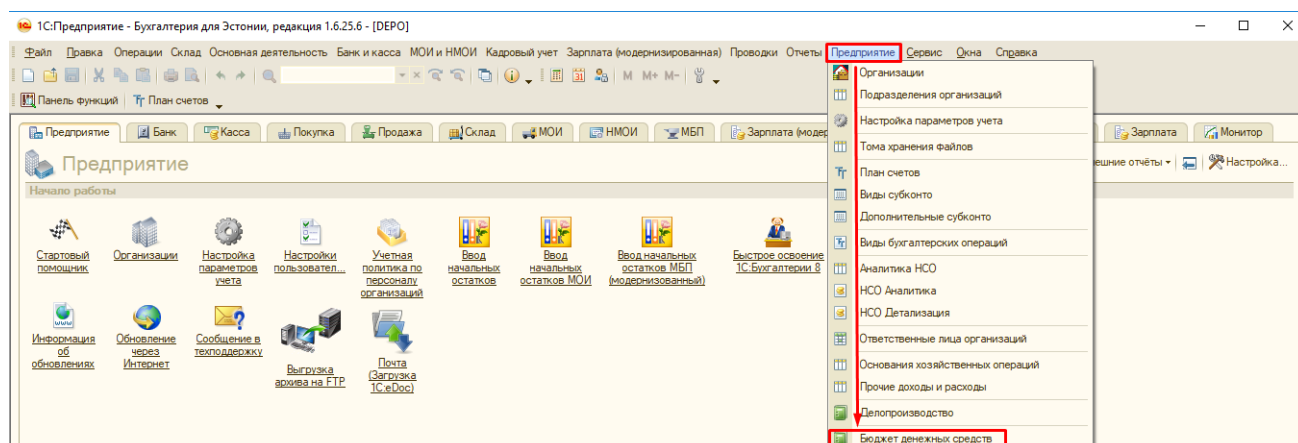 1С:Предприятие - Бухгалтерия для Эстонии, редакция 1.6.25.6 - [DEPO]
Файл Правка Операции Склад Основная деятельность Банк и касса МОИ и НМОИ Кадровый учет Зарплата (модернизированная) Проводки Отчеты Предприятие Сервис Окна Справка
М М+ М-
Панель функций Тт План счетов
Предприятие Банк Касса Покупка Продажа Склад МОИ НМОИ МБП Зарплата (модер Зарплата Монитор
Предприятие
ешние отчёты Настройка...
Начало работы
Стартовый помощник
Организации
Настройка параметров учета
Настройки пользовател...
Учетная политика по персоналу организаций
Ввод начальных остатков
Ввод начальных остатков МОИ
Ввод начальных остатков МБП (модернизованный)
Быстрое освоение 1С:Бухгалтерии 8
Информация об обновлениях
Обновление через Интернет
Сообщение в техподдержку
Выгрузка архива на FTP
Почта (Загрузка 1C:eDoc)
Организации
Подразделения организаций
Настройка параметров учета
Тома хранения файлов
План счетов
Виды субконто
Дополнительные субконто
Виды бухгалтерских операций
Аналитика НСО
НСО Аналитика
НСО Детализация
Ответственные лица организаций
Основания хозяйственных операций
Прочие доходы и расходы
Делопроизводство
Бюджет денежных средств